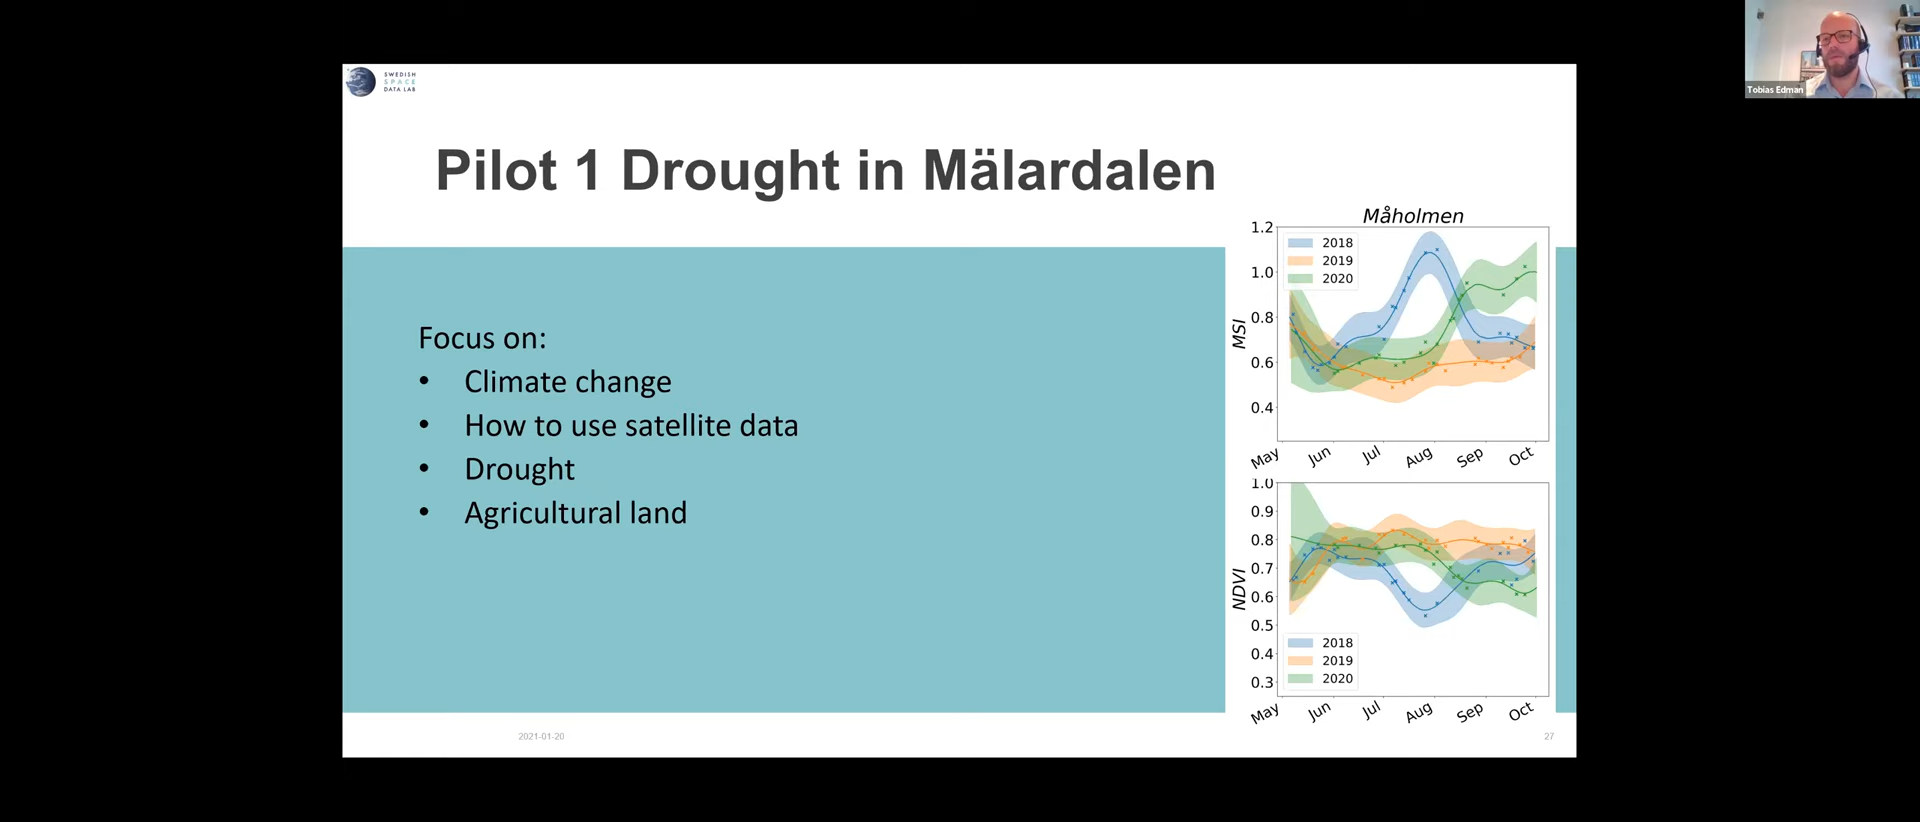 SWEDISH
SPACE
DATA LAB
Tobias Edman
Pilot 1 Drought in Mälardalen
Focus on:
• Climate change
• How to use satellite data
• Drought
• Agricultural land
Måholmen
MSI
1.2
1.0
0.8
0.6
0.4
2018
2019
2020
May Jun Jul Aug Sep Oct
NDVI
1.0
0.9
0.8
0.7
0.6
0.5
0.4
0.3
2018
2019
2020
May Jun Jul Aug Sep Oct
2021-01-20
27